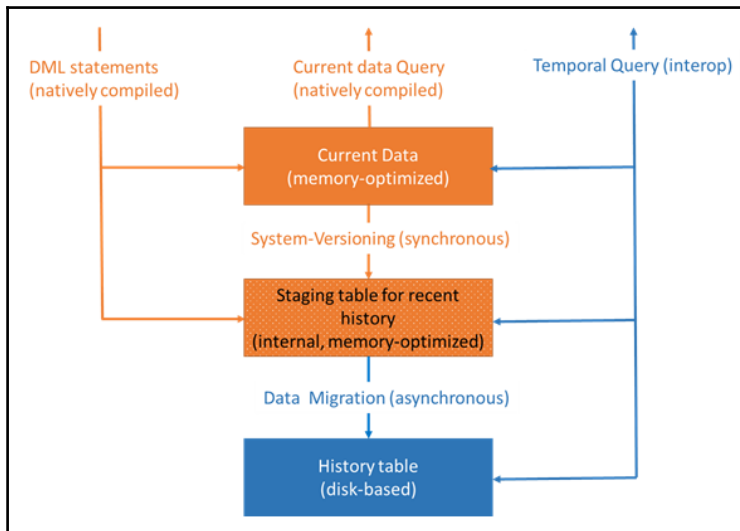 DML statements
(natively compiled)
Current data Query
(natively compiled)
Temporal Query (interop)
Current Data
(memory-optimized)
System-Versioning (synchronous)
Staging table for recent
history
(internal, memory-optimized)
Data Migration (asynchronous)
History table
(disk-based)